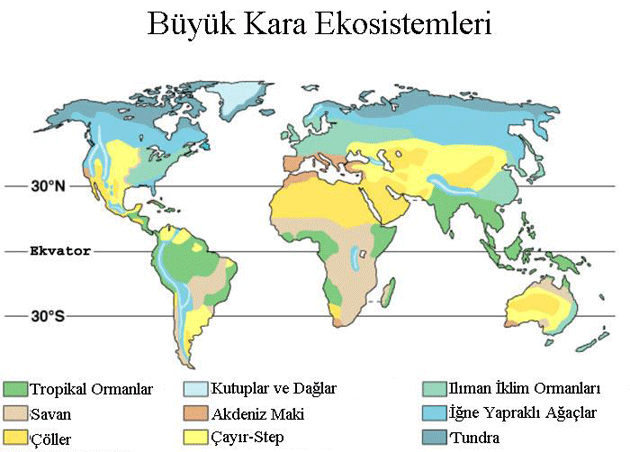 Büyük Kara Ekosistemleri
30°N
Ekvator
30°S
Tropikal Ormanlar
Kutuplar ve Dağlar
Ilıman İklim Ormanları
Savan
Akdeniz Maki
İğne Yapraklı Ağaçlar
Çöller
Çayır-Step
Tundra